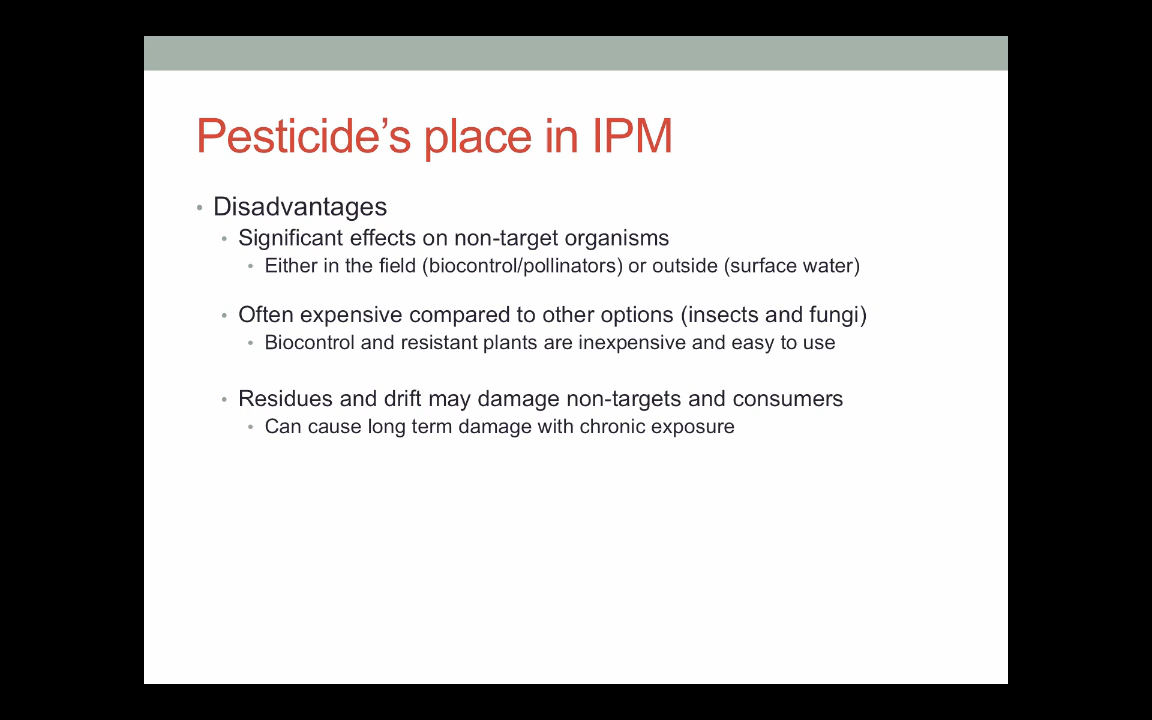 Pesticide’s place in IPM
• Disadvantages
• Significant effects on non-target organisms
• Either in the field (biocontrol/pollinators) or outside (surface water)
• Often expensive compared to other options (insects and fungi)
• Biocontrol and resistant plants are inexpensive and easy to use
• Residues and drift may damage non-targets and consumers
• Can cause long term damage with chronic exposure